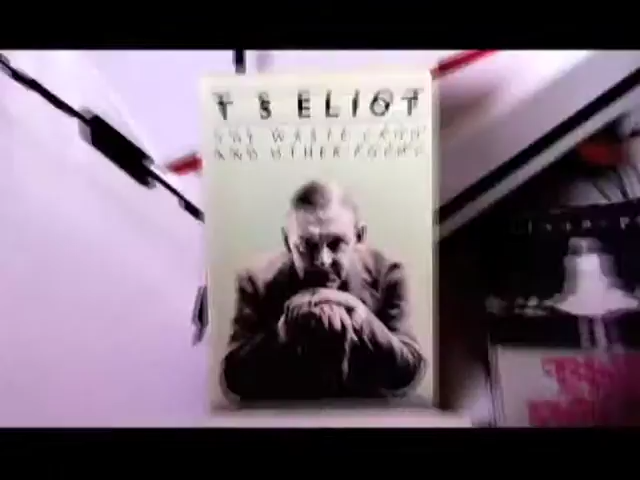 T S ELIOT
THE WASTE LAND
AND OTHER POEMS